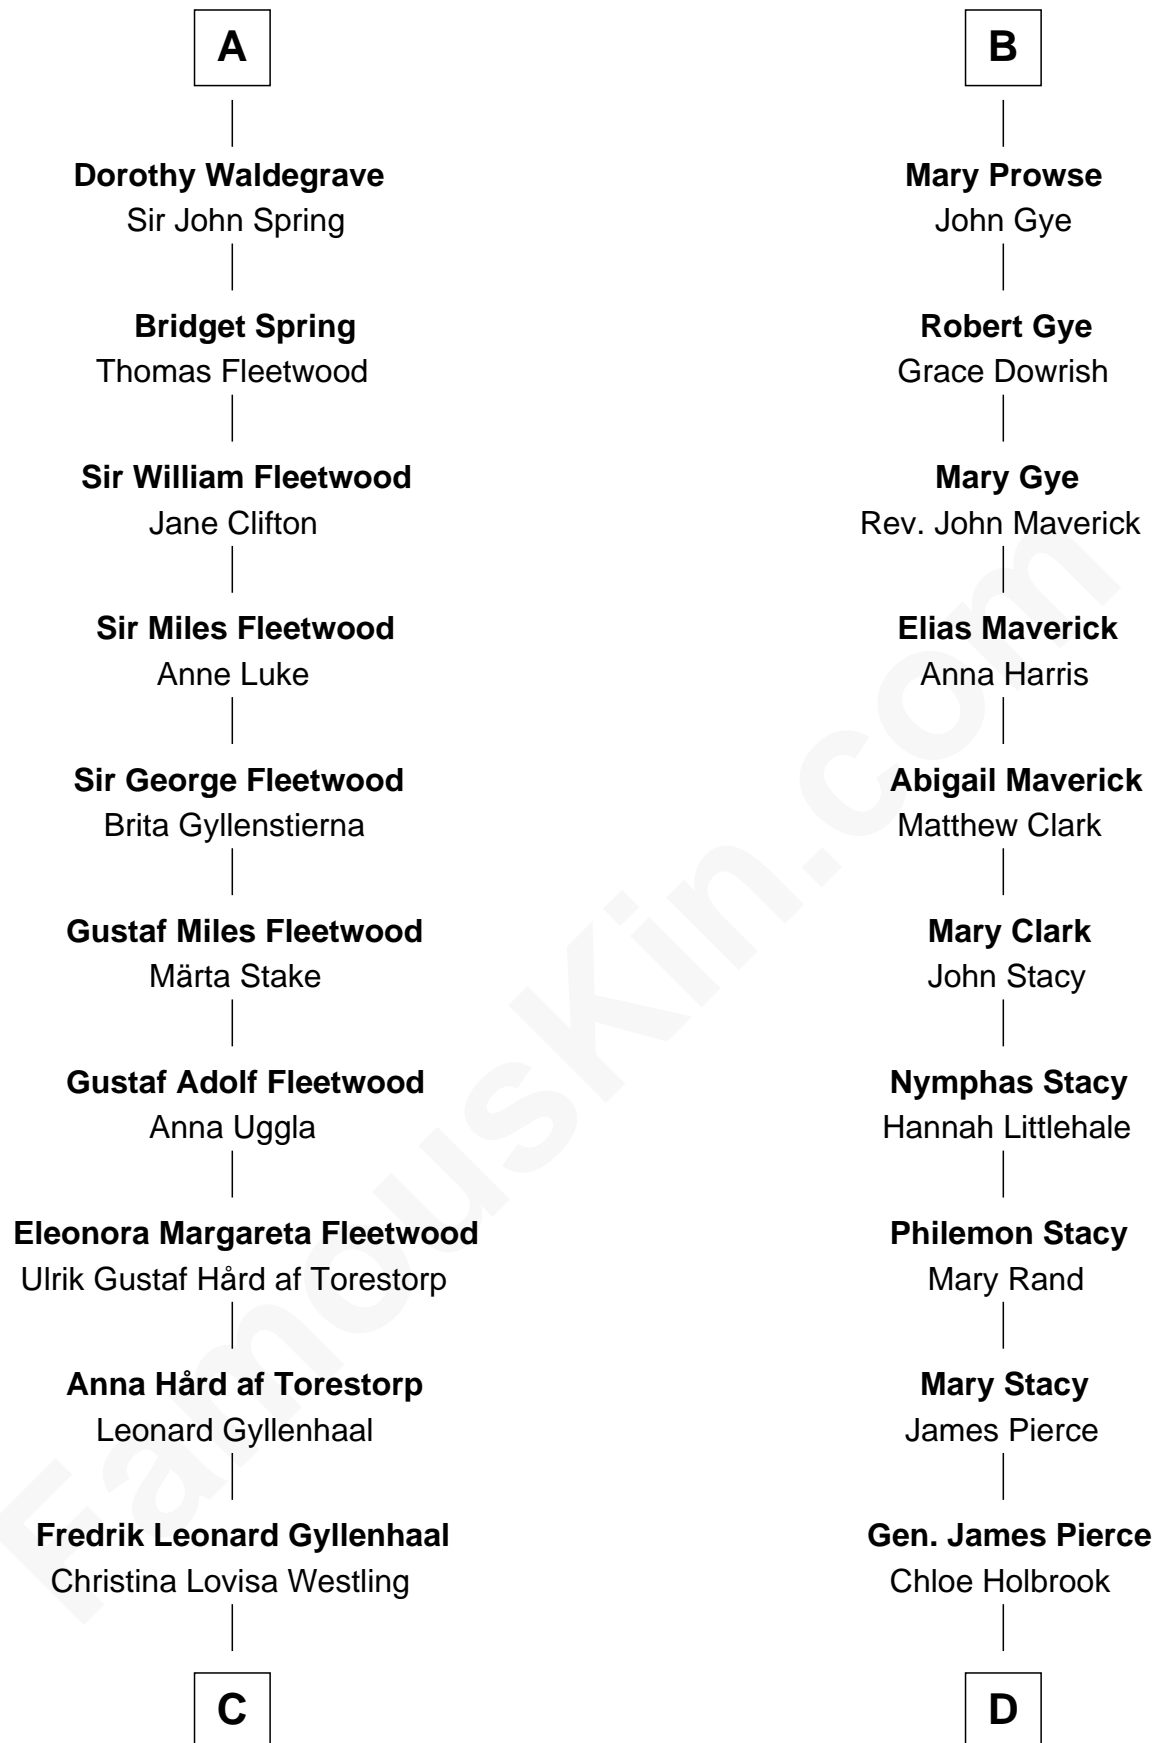 A
Dorothy Waldegrave
Sir John Spring
Bridget Spring
Thomas Fleetwood
Sir William Fleetwood
Jane Clifton
Sir Miles Fleetwood
Anne Luke
Sir George Fleetwood
Brita Gyllenstierna
Gustaf Miles Fleetwood
Märta Stake
Gustaf Adolf Fleetwood
Anna Uggla
Eleonora Margareta Fleetwood
Ulrik Gustaf Hård af Torestorp
Anna Hård af Torestorp
Leonard Gyllenhaal
Fredrik Leonard Gyllenhaal
Christina Lovisa Westling
C
B
Mary Prowse
John Gye
Robert Gye
Grace Dowrish
Mary Gye
Rev. John Maverick
Elias Maverick
Anna Harris
Abigail Maverick
Matthew Clark
Mary Clark
John Stacy
Nymphas Stacy
Hannah Littlehale
Philemon Stacy
Mary Rand
Mary Stacy
James Pierce
Gen. James Pierce
Chloe Holbrook
D
FamousKin.com